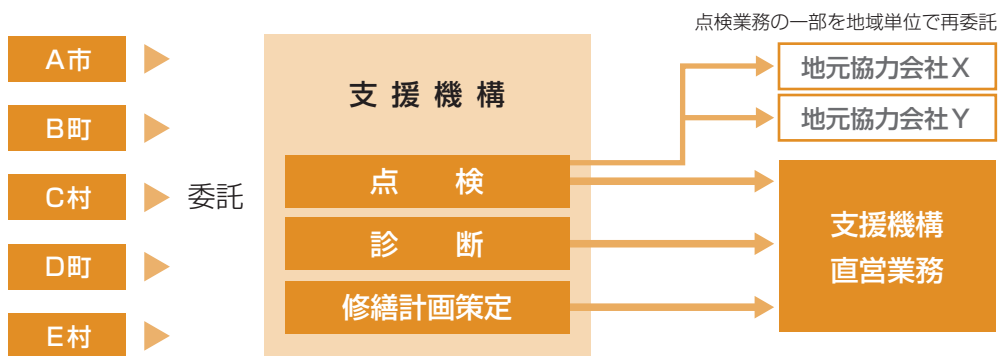 点検業務の一部を地域単位で再委託
A市
B町
C村
D町
E村
委託
支援機構
点検
診断
修繕計画策定
地元協力会社X
地元協力会社Y
支援機構
直営業務